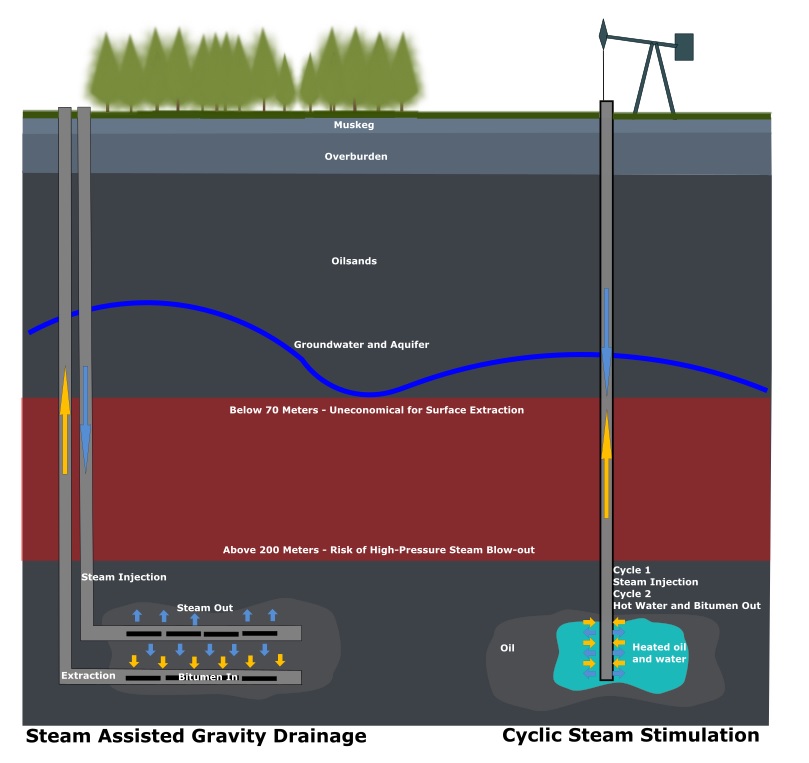 Muskeg
Overburden
Oilsands
Groundwater and Aquifer
Below 70 Meters - Uneconomical for Surface Extraction
Above 200 Meters - Risk of High-Pressure Steam Blow-out
Steam Injection
Steam Out
Extraction
Bitumen In
Cycle 1
Steam Injection
Cycle 2
Hot Water and Bitumen Out
Oil
Heated oil
and water
Steam Assisted Gravity Drainage
Cyclic Steam Stimulation